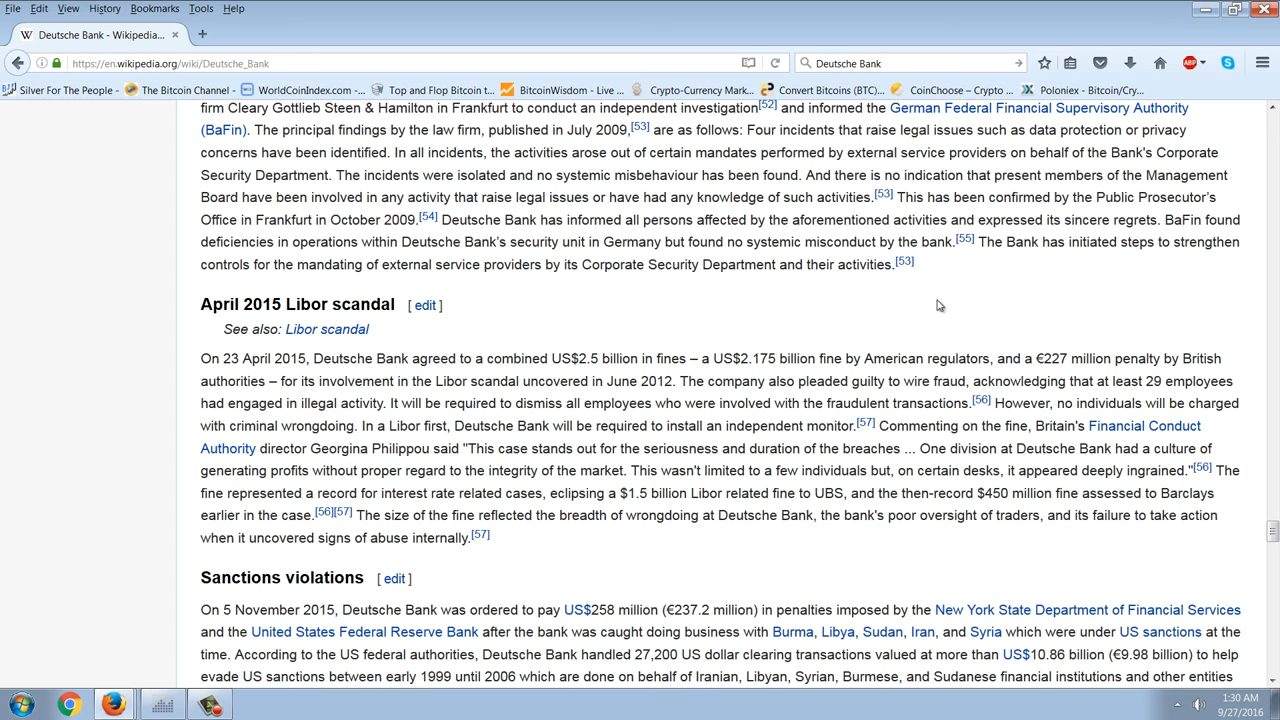 File Edit View History Bookmarks Tools Help
W Deutsche Bank - Wikipedia... × +
https://en.wikipedia.org/wiki/Deutsche_Bank Deutsche Bank ABP
Silver For The People - The Bitcoin Channel WorldCoinIndex.com -... Top and Flop Bitcoin t... BitcoinWisdom - Live ... Crypto-Currency Mark... Convert Bitcoins (BTC)... CoinChoose – Crypto ... Poloniex - Bitcoin/Cry...
firm Cleary Gottlieb Steen & Hamilton in Frankfurt to conduct an independent investigation[52] and informed the German Federal Financial Supervisory Authority
(BaFin). The principal findings by the law firm, published in July 2009,[53] are as follows: Four incidents that raise legal issues such as data protection or privacy
concerns have been identified. In all incidents, the activities arose out of certain mandates performed by external service providers on behalf of the Bank's Corporate
Security Department. The incidents were isolated and no systemic misbehaviour has been found. And there is no indication that present members of the Management
Board have been involved in any activity that raise legal issues or have had any knowledge of such activities.[53] This has been confirmed by the Public Prosecutor's
Office in Frankfurt in October 2009.[54] Deutsche Bank has informed all persons affected by the aforementioned activities and expressed its sincere regrets. BaFin found
deficiencies in operations within Deutsche Bank's security unit in Germany but found no systemic misconduct by the bank.[55] The Bank has initiated steps to strengthen
controls for the mandating of external service providers by its Corporate Security Department and their activities.[53]
April 2015 Libor scandal [ edit ]
See also: Libor scandal
On 23 April 2015, Deutsche Bank agreed to a combined US$2.5 billion in fines – a US$2.175 billion fine by American regulators, and a €227 million penalty by British
authorities – for its involvement in the Libor scandal uncovered in June 2012. The company also pleaded guilty to wire fraud, acknowledging that at least 29 employees
had engaged in illegal activity. It will be required to dismiss all employees who were involved with the fraudulent transactions.[56] However, no individuals will be charged
with criminal wrongdoing. In a Libor first, Deutsche Bank will be required to install an independent monitor.[57] Commenting on the fine, Britain's Financial Conduct
Authority director Georgina Philippou said "This case stands out for the seriousness and duration of the breaches ... One division at Deutsche Bank had a culture of
generating profits without proper regard to the integrity of the market. This wasn't limited to a few individuals but, on certain desks, it appeared deeply ingrained."[56] The
fine represented a record for interest rate related cases, eclipsing a $1.5 billion Libor related fine to UBS, and the then-record $450 million fine assessed to Barclays
earlier in the case.[56][57] The size of the fine reflected the breadth of wrongdoing at Deutsche Bank, the bank's poor oversight of traders, and its failure to take action
when it uncovered signs of abuse internally.[57]
Sanctions violations [ edit ]
On 5 November 2015, Deutsche Bank was ordered to pay US$258 million (€237.2 million) in penalties imposed by the New York State Department of Financial Services
and the United States Federal Reserve Bank after the bank was caught doing business with Burma, Libya, Sudan, Iran, and Syria which were under US sanctions at the
time. According to the US federal authorities, Deutsche Bank handled 27,200 US dollar clearing transactions valued at more than US$10.86 billion (€9.98 billion) to help
evade US sanctions between early 1999 until 2006 which are done on behalf of Iranian, Libyan, Syrian, Burmese, and Sudanese financial institutions and other entities
1:30 AM
9/27/2016